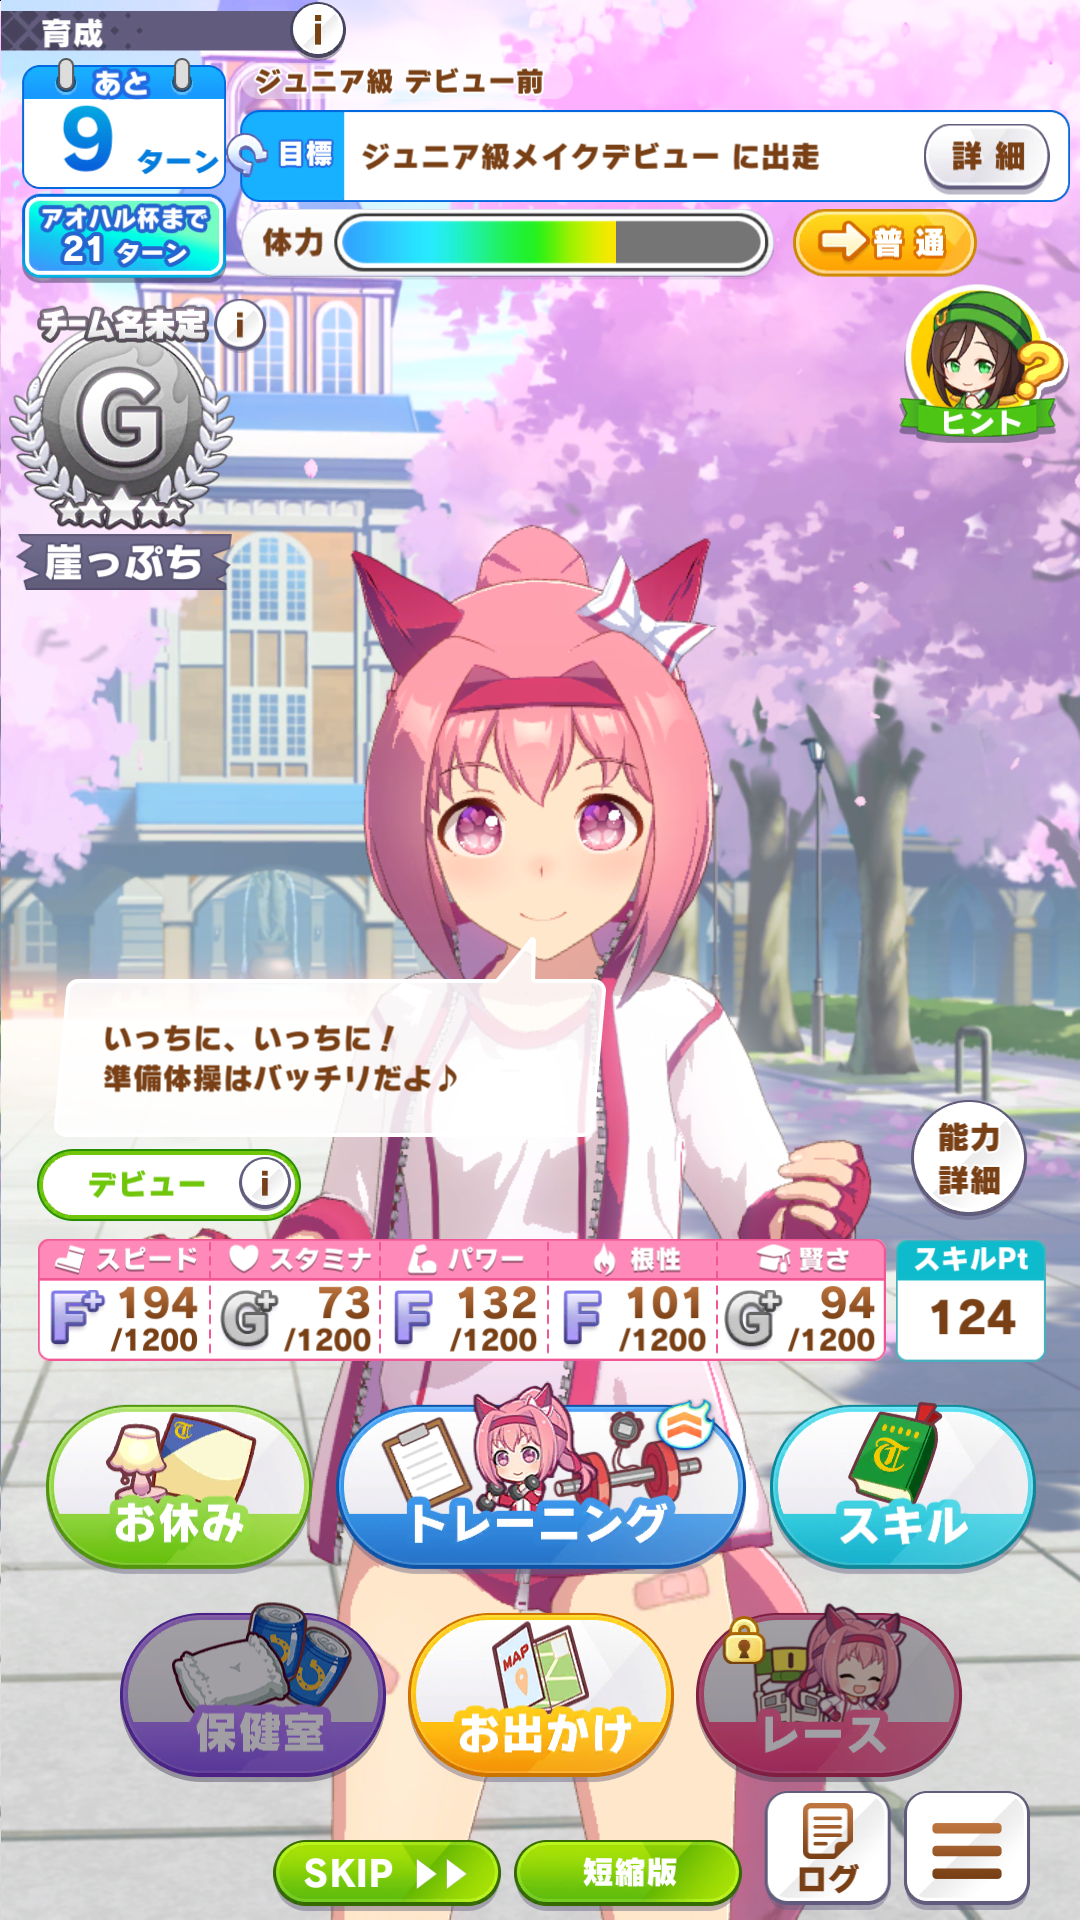 育成
i
あと
9 ターン
ジュニア級 デビュー前
目標
ジュニア級メイクデビュー に出走
詳細
アオハル杯まで
21 ターン
体力
普通
チーム名未定
i
G
崖っぷち
ヒント
いっちに、いっちに！
準備体操はバッチリだよ♪
能力
詳細
デビュー
i
スピード スタミナ パワー 根性 賢さ スキルPt
F+ 194 G+ 73 F 132 F 101 G+ 94
/1200 /1200 /1200 /1200 /1200
124
お休み
トレーニング
スキル
保健室
MAP
お出かけ
レース
SKIP
短縮版
ログ